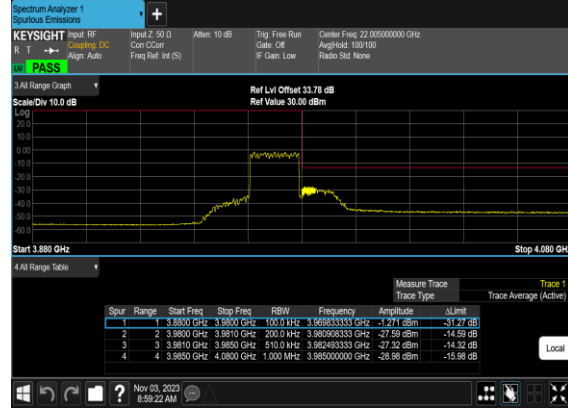 Spectrum Analyzer 1
Spurious Emissions
KEYSIGHT Input: RF Input Z: 50 Ω Atten: 10 dB Trig: Free Run Center Freq: 22.005000000 GHz
R T Coupling: DC Corr CCorr Gate: Off Avg|Hold: 100/100
Align: Auto Freq Ref: Int (S) IF Gain: Low Radio Std: None
PASS
3 All Range Graph
Ref Lvl Offset 33.78 dB
Scale/Div 10.0 dB Ref Value 30.00 dBm
Log
20.0
10.0
0.00
-10.0
-20.0
-30.0
-40.0
-50.0
-60.0
Start 3.880 GHz Stop 4.080 GHz
4 All Range Table
Measure Trace Trace 1
Trace Type Trace Average (Active)
Spur Range Start Freq Stop Freq RBW Frequency Amplitude ΔLimit
1 1 3.8800 GHz 3.9800 GHz 100.0 kHz 3.969833333 GHz -1.271 dBm -31.27 dB
2 2 3.9800 GHz 3.9810 GHz 200.0 kHz 3.980908333 GHz -27.59 dBm -14.59 dB
3 3 3.9810 GHz 3.9850 GHz 510.0 kHz 3.982493333 GHz -27.32 dBm -14.32 dB
4 4 3.9850 GHz 4.0800 GHz 1.000 MHz 3.985000000 GHz -28.98 dBm -15.98 dB
Local
? Nov 03, 2023
8:59:22 AM